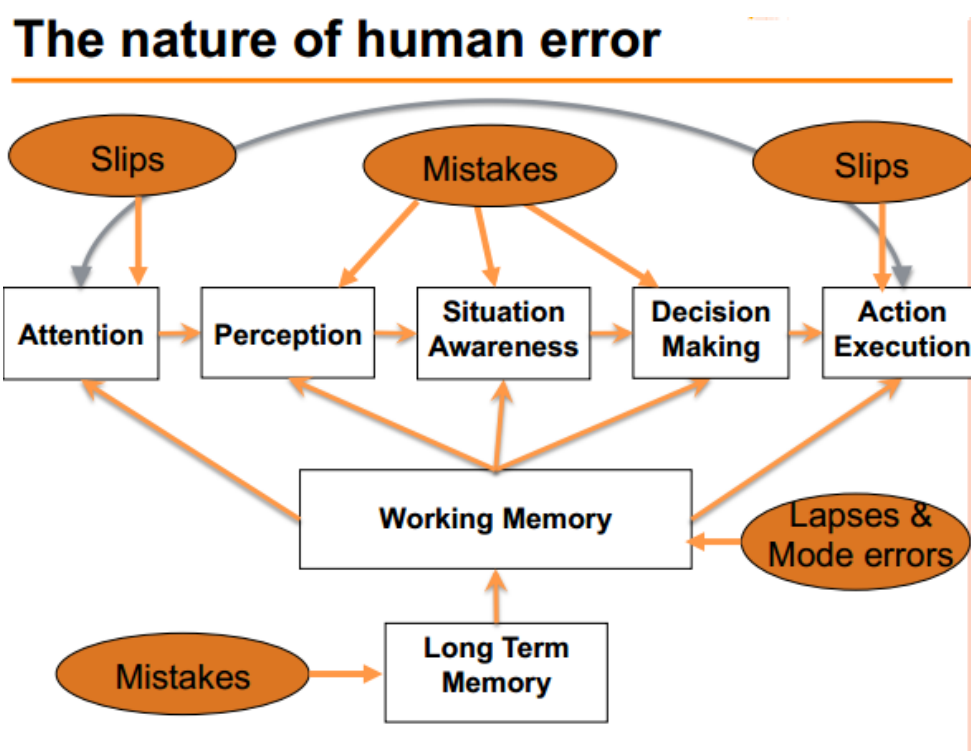 The nature of human error
Slips
Mistakes
Slips
Attention
Perception
Situation
Awareness
Decision
Making
Action
Execution
Working Memory
Lapses &
Mode errors
Long Term
Memory
Mistakes